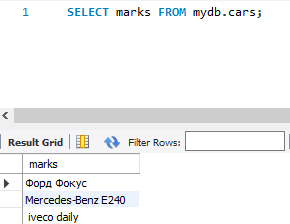 1 SELECT marks FROM mydb.cars;
Result Grid Filter Rows:
marks
Форд Фокус
Mercedes-Benz E240
iveco daily